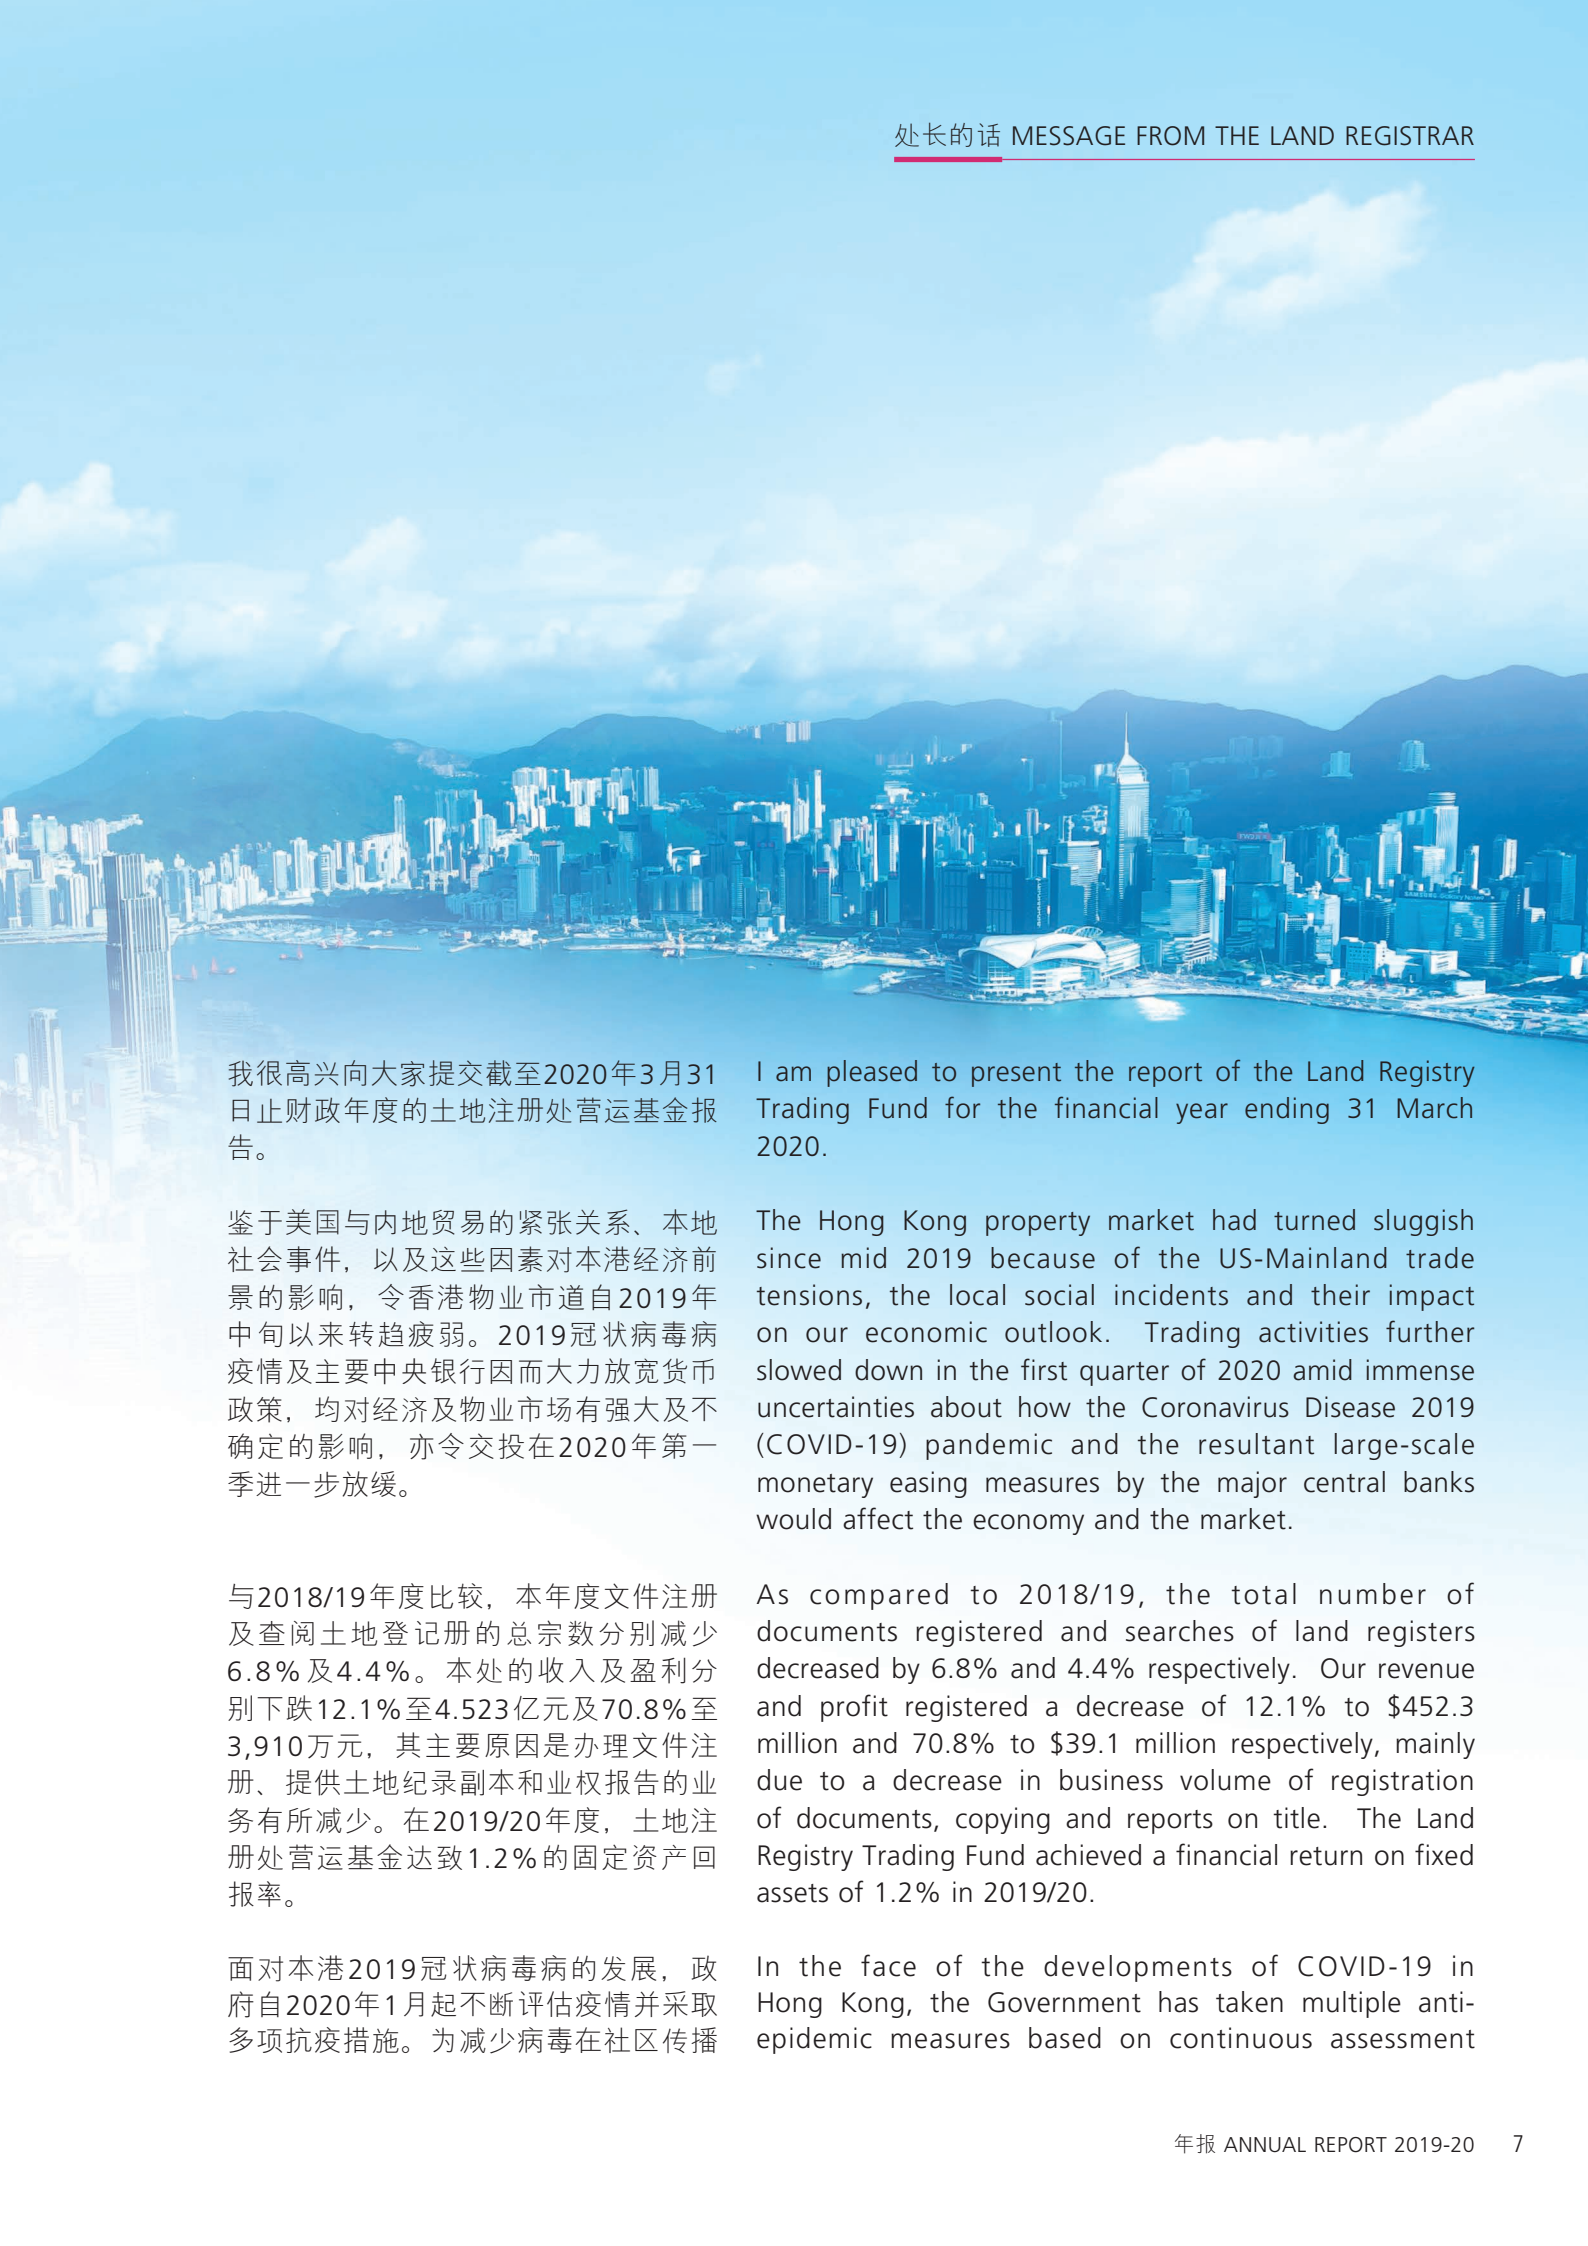 处长的话 MESSAGE FROM THE LAND REGISTRAR
我很高兴向大家提交截至2020年3月31
日止财政年度的土地注册处营运基金报
告。
鉴于美国与内地贸易的紧张关系、本地
社会事件，以及这些因素对本港经济前
景的影响，令香港物业市道自2019年
中旬以来转趋疲弱。2019冠状病毒病
疫情及主要中央银行因而大力放宽货币
政策，均对经济及物业市场有强大及不
确定的影响，亦令交投在2020年第一
季进一步放缓。
与2018/19年度比较，本年度文件注册
及查阅土地登记册的总宗数分别减少
6.8%及4.4%。本处的收入及盈利分
别下跌12.1%至4.523亿元及70.8%至
3,910万元，其主要原因是办理文件注
册、提供土地纪录副本和业权报告的业
务有所减少。在2019/20年度，土地注
册处营运基金达致1.2%的固定资产回
报率。
面对本港2019冠状病毒病的发展，政
府自2020年1月起不断评估疫情并采取
多项抗疫措施。为减少病毒在社区传播
I am pleased to present the report of the Land Registry
Trading Fund for the financial year ending 31 March
2020.
The Hong Kong property market had turned sluggish
since mid 2019 because of the US-Mainland trade
tensions, the local social incidents and their impact
on our economic outlook. Trading activities further
slowed down in the first quarter of 2020 amid immense
uncertainties about how the Coronavirus Disease 2019
(COVID-19) pandemic and the resultant large-scale
monetary easing measures by the major central banks
would affect the economy and the market.
As compared to 2018/19, the total number of
documents registered and searches of land registers
decreased by 6.8% and 4.4% respectively. Our revenue
and profit registered a decrease of 12.1% to $452.3
million and 70.8% to $39.1 million respectively, mainly
due to a decrease in business volume of registration
of documents, copying and reports on title. The Land
Registry Trading Fund achieved a financial return on fixed
assets of 1.2% in 2019/20.
In the face of the developments of COVID-19 in
Hong Kong, the Government has taken multiple anti-
epidemic measures based on continuous assessment
年报 ANNUAL REPORT 2019-20 7